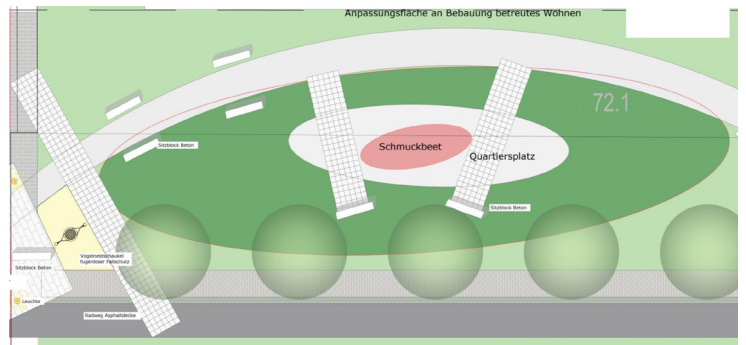 Anpassungsfläche an Bebauung betreutes Wohnen
72.1
Sitzblock Beton
Schmuckbeet
Quartiersplatz
Sitzblock Beton
Vogelnestschaukel
fugenloser Fallschutz
Sitzblock Beton
Leuchte
Radweg Asphaltdecke